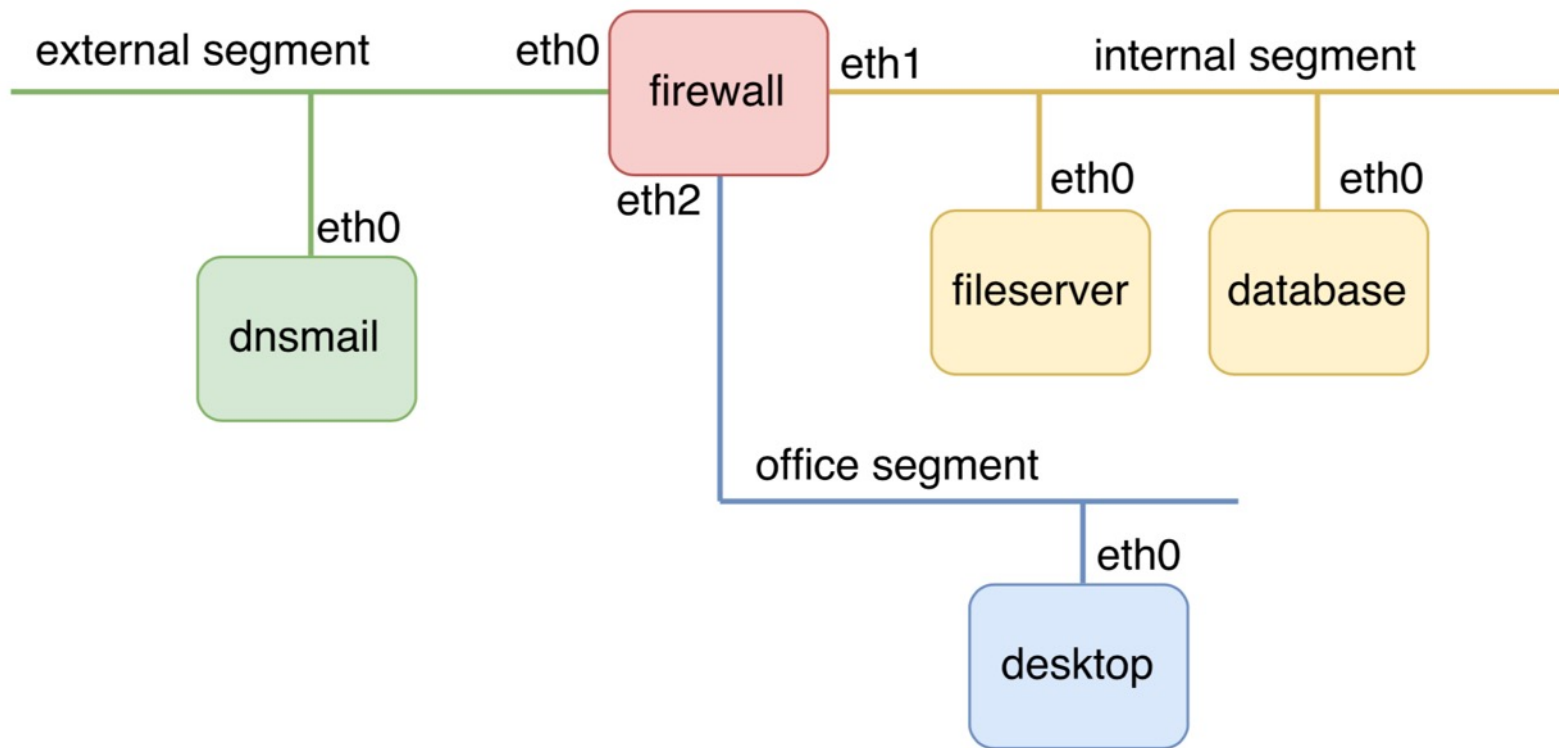 external segment
eth0
firewall
eth1
internal segment
eth2
eth0
eth0
eth0
dnsmail
fileserver
database
office segment
eth0
desktop